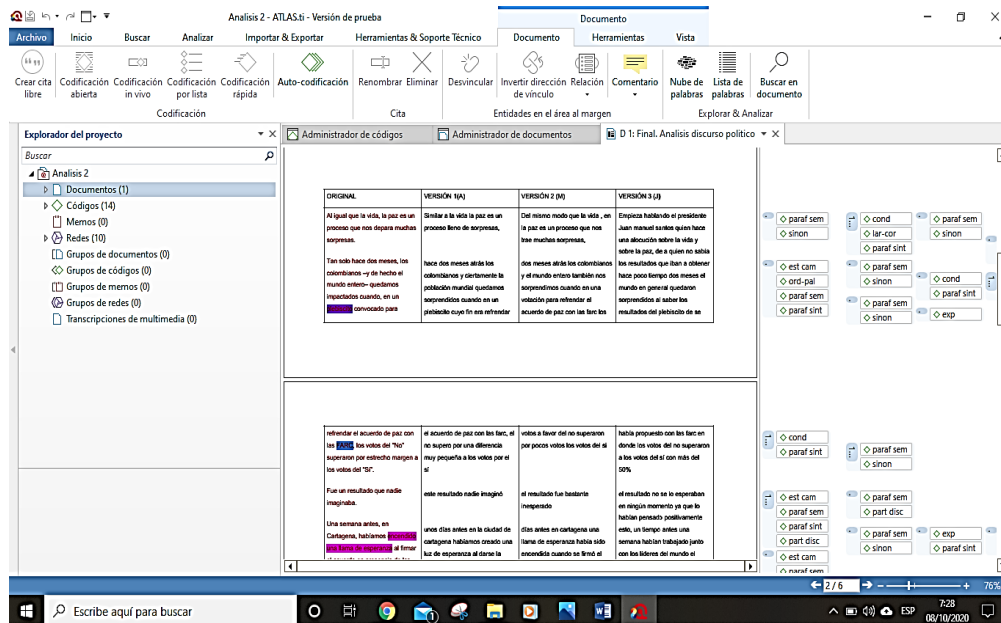 Analisis 2 - ATLAS.ti - Versión de prueba
Documento
Archivo Inicio Buscar Analizar Importar & Exportar Herramientas & Soporte Técnico Documento Herramientas Vista
Crear cita libre
Codificación abierta
Codificación in vivo
Codificación por lista
Codificación rápida
Auto-codificación
Renombrar
Eliminar
Desvincular
Invertir dirección de vínculo
Relación
Comentario
Nube de palabras
Lista de palabras
Buscar en documento
Codificación
Cita
Entidades en el área al margen
Explorar & Analizar
Explorador del proyecto
Buscar
Analisis 2
Documentos (1)
Códigos (14)
Memos (0)
Redes (10)
Grupos de documentos (0)
Grupos de códigos (0)
Grupos de memos (0)
Grupos de redes (0)
Transcripciones de multimedia (0)
Administrador de códigos
Administrador de documentos
D 1: Final. Analisis discurso politico
ORIGINAL
Al igual que la vida, la paz es un
proceso que nos depara muchas
sorpresas.
Tan solo hace dos meses, los
colombianos –y de hecho el
mundo entero– quedamos
impactados cuando, en un
convocado para
VERSIÓN 1(A)
Similar a la vida la paz es un
proceso lleno de sorpresas,
hace dos meses atrás los
colombianos y ciertamente la
población mundial quedamos
sorprendidos cuando en un
plebiscito cuyo fin era refrendar
VERSIÓN 2 (M)
Del mismo modo que la vida , en
la paz es un proceso que nos
trae muchas sorpresas,
dos meses atrás los colombianos
y el mundo entero también nos
sorprendimos cuando en una
votación para refrendar el
acuerdo de paz con las farc los
VERSIÓN 3 (J)
Empieza hablando el presidente
Juan manuel santos quien hace
una alocución sobre la vida y
sobre la paz, de a quien no sabía
los resultados que iban a obtener
hace poco tiempo dos meses el
mundo en general quedaron
sorprendidos al saber los
resultados del plebiscito de se
refrendar el acuerdo de paz con
las FARC, los votos del "No"
superaron por estrecho margen a
los votos del "Sí".
Fue un resultado que nadie
imaginaba.
Una semana antes, en
Cartagena, habíamos encendido
una llama de esperanza al firmar
el acuerdo de paz con las farc, el
no supero por una diferencia
muy pequeña a los votos por el
sí
este resultado nadie imaginó
unos días antes en la ciudad de
cartagena habíamos creado una
luz de esperanza al darse la
votos a favor del no superaron
por pocos votos los votos del si
el resultado fue bastante
inesperado
días antes en cartagena una
llama de esperanza había sido
encendida cuando se firmó el
había propuesto con las farc en
donde los votos del no superaron
a los votos del sí con más del
50%
el resultado no se lo esperaban
en ningún momento ya que lo
habían pensado positivamente
esto, un tiempo antes una
semana habían trabajado junto
con los líderes del mundo el
paraf sem
sinon
cond
lar-cor
paraf sint
paraf sem
sinon
est cam
ord-pal
paraf sem
paraf sint
paraf sem
sinon
cond
paraf sint
paraf sem
sinon
exp
cond
paraf sint
paraf sem
sinon
est cam
paraf sem
paraf sint
part disc
est cam
paraf sem
paraf sem
part disc
paraf sem
sinon
exp
paraf sint
2 / 6
76%
Escribe aquí para buscar
ESP
7:28
08/10/2020